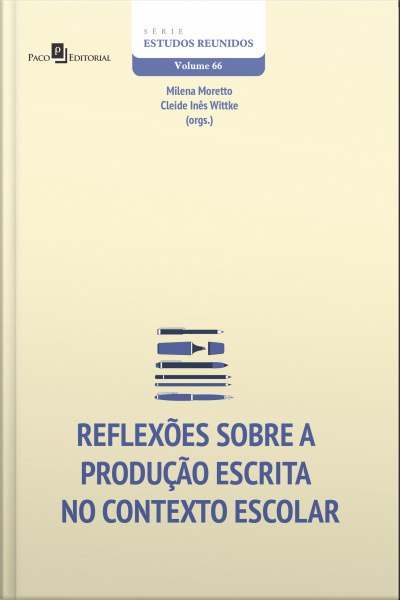 PACO EDITORIAL
SÉRIE
ESTUDOS REUNIDOS
Volume 66
Milena Moretto
Cleide Inês Wittke
(orgs.)
REFLEXÕES SOBRE A
PRODUÇÃO ESCRITA
NO CONTEXTO ESCOLAR